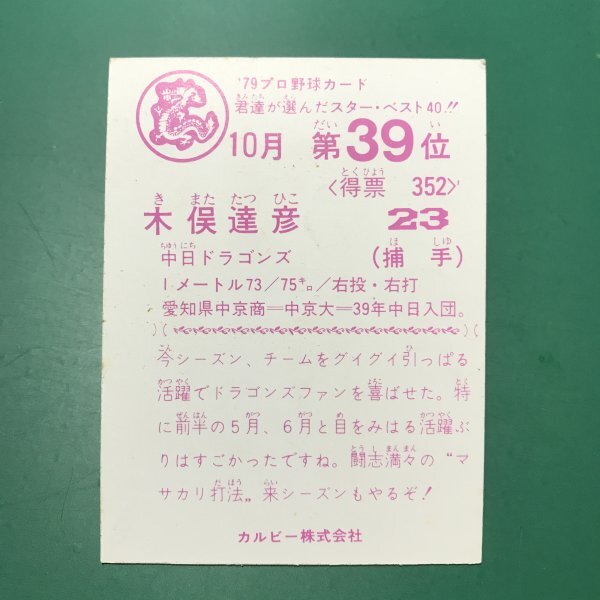 '79プロ野球カード
君達が選んだスター・ベスト40.!!
10月 第39位
〈得票 352〉
木俣達彦 23
中日ドラゴンズ (捕手)
1メートル73/75キロ/右投・右打
愛知県中京商=中京大=39年中日入団。
今シーズン、チームをグイグイ引っぱる
活躍でドラゴンズファンを喜ばせた。特
に前半の5月、6月と目をみはる活躍ぶ
りはすごかったですね。闘志満々の“マ
サカリ打法„来シーズンもやるぞ!
カルビー株式会社